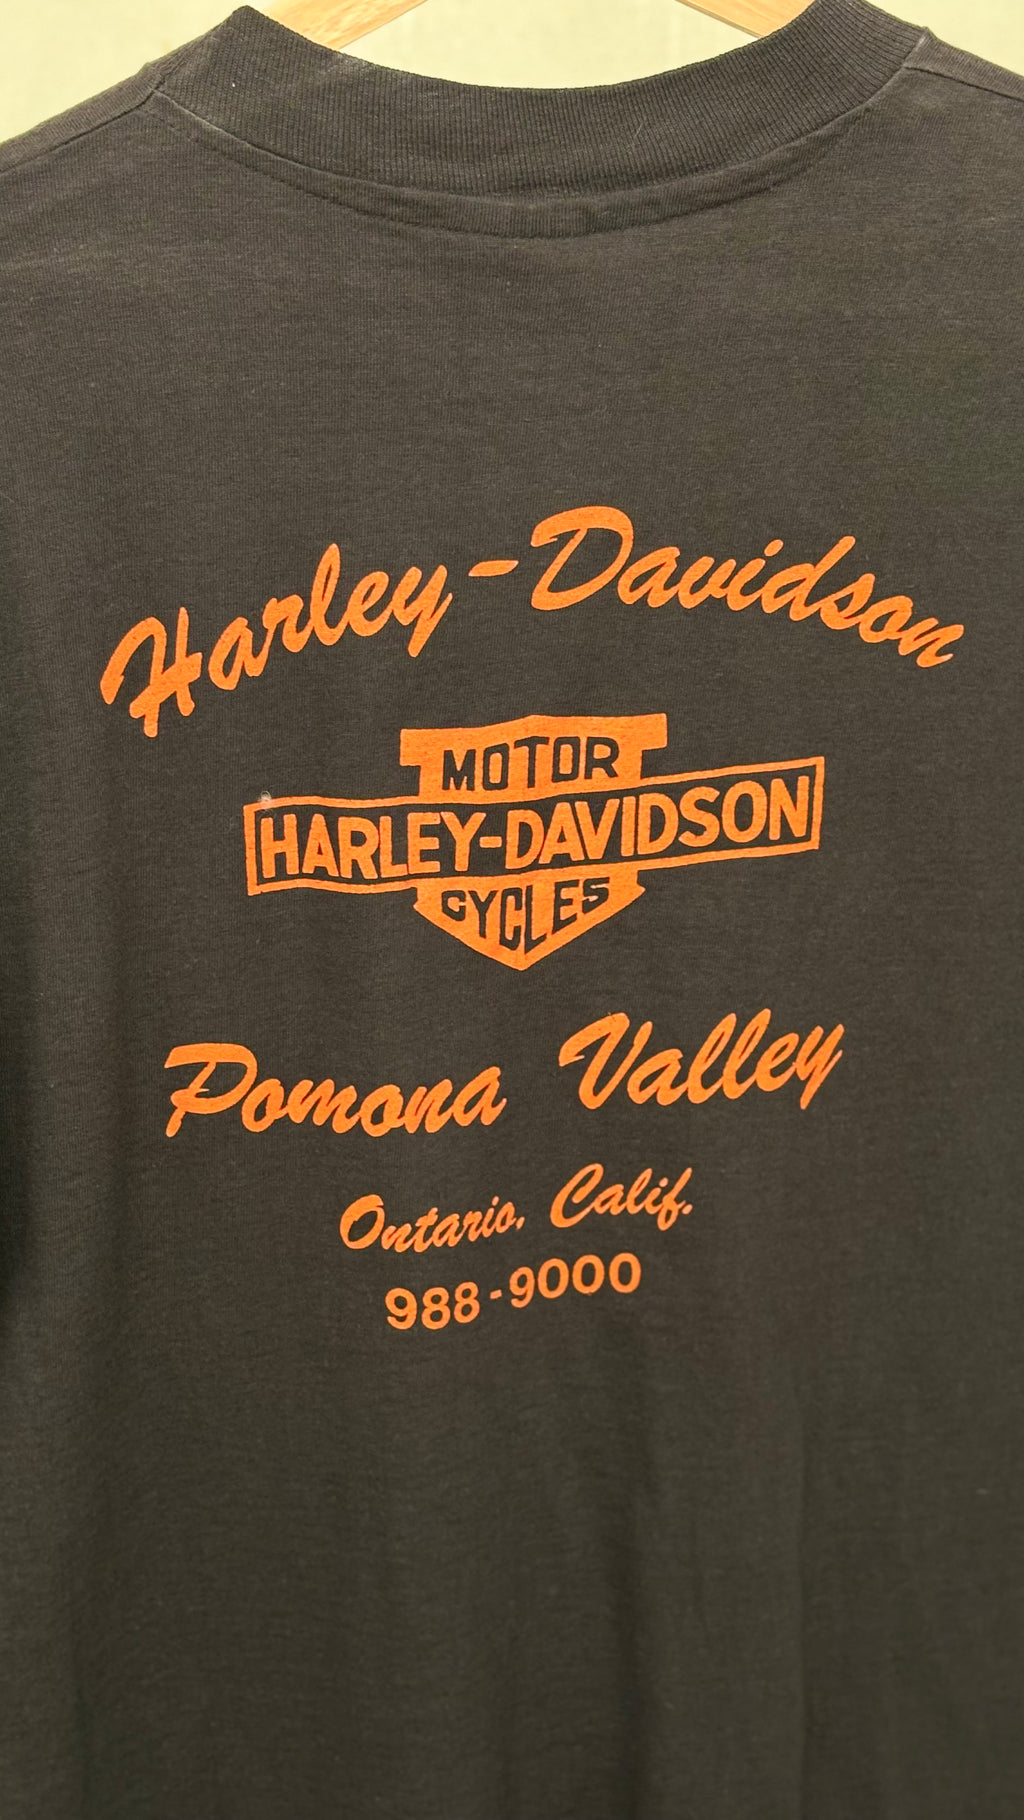 Harley-Davidson
MOTOR
HARLEY-DAVIDSON
CYCLES
Pomona Valley
Ontario, Calif.
988-9000